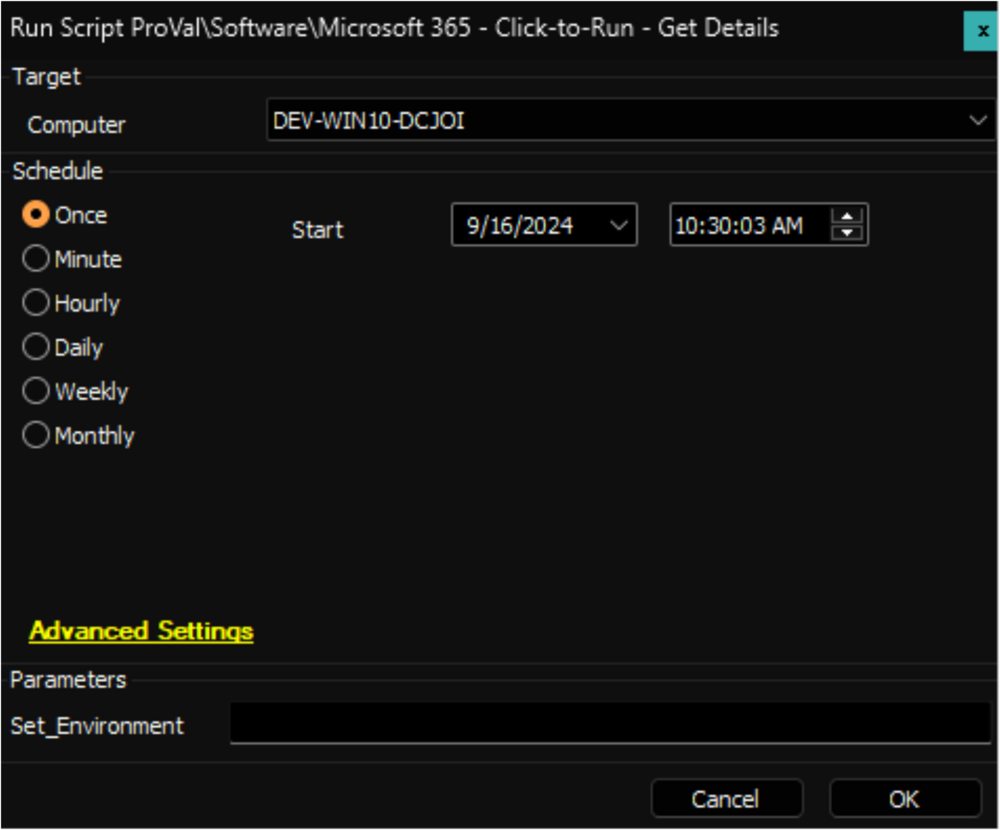 Run Script ProVal\Software\Microsoft 365 - Click-to-Run - Get Details x
Target
Computer DEV-WIN10-DCJOI
Schedule
Once Start 9/16/2024 10:30:03 AM
Minute
Hourly
Daily
Weekly
Monthly
Advanced Settings
Parameters
Set_Environment
Cancel OK